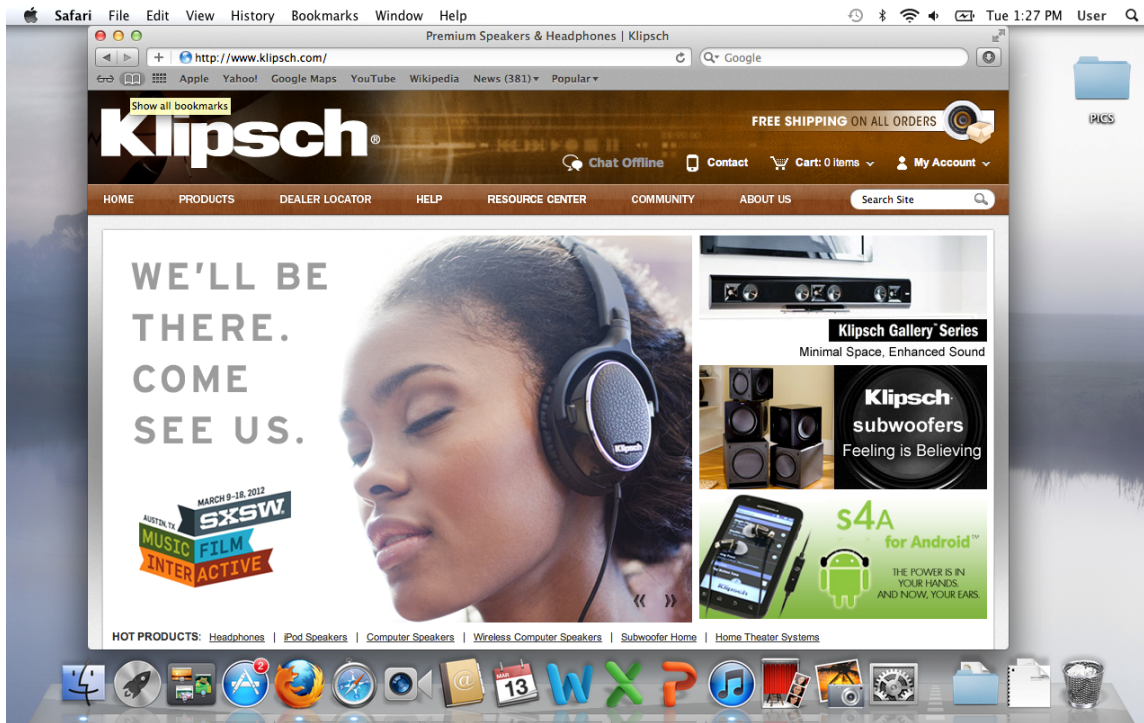 Safari File Edit View History Bookmarks Window Help
Tue 1:27 PM User
Premium Speakers & Headphones | Klipsch
http://www.klipsch.com/
Google
Apple Yahoo! Google Maps YouTube Wikipedia News (381) Popular
Show all bookmarks
PICS
Klipsch®
FREE SHIPPING ON ALL ORDERS
Chat Offline Contact Cart: 0 items My Account
HOME PRODUCTS DEALER LOCATOR HELP RESOURCE CENTER COMMUNITY ABOUT US Search Site
WE'LL BE
THERE.
COME
SEE US.
Klipsch
MARCH 9-18, 2012
AUSTIN, TX
SXSW.
MUSIC FILM
INTERACTIVE
Klipsch Gallery™ Series
Minimal Space, Enhanced Sound
Klipsch
subwoofers
Feeling is Believing
MOTOROLA
Klipsch
S4A
for Android™
THE POWER IS IN
YOUR HANDS.
AND NOW, YOUR EARS.
HOT PRODUCTS: Headphones | iPod Speakers | Computer Speakers | Wireless Computer Speakers | Subwoofer Home | Home Theater Systems
2
MAR
13